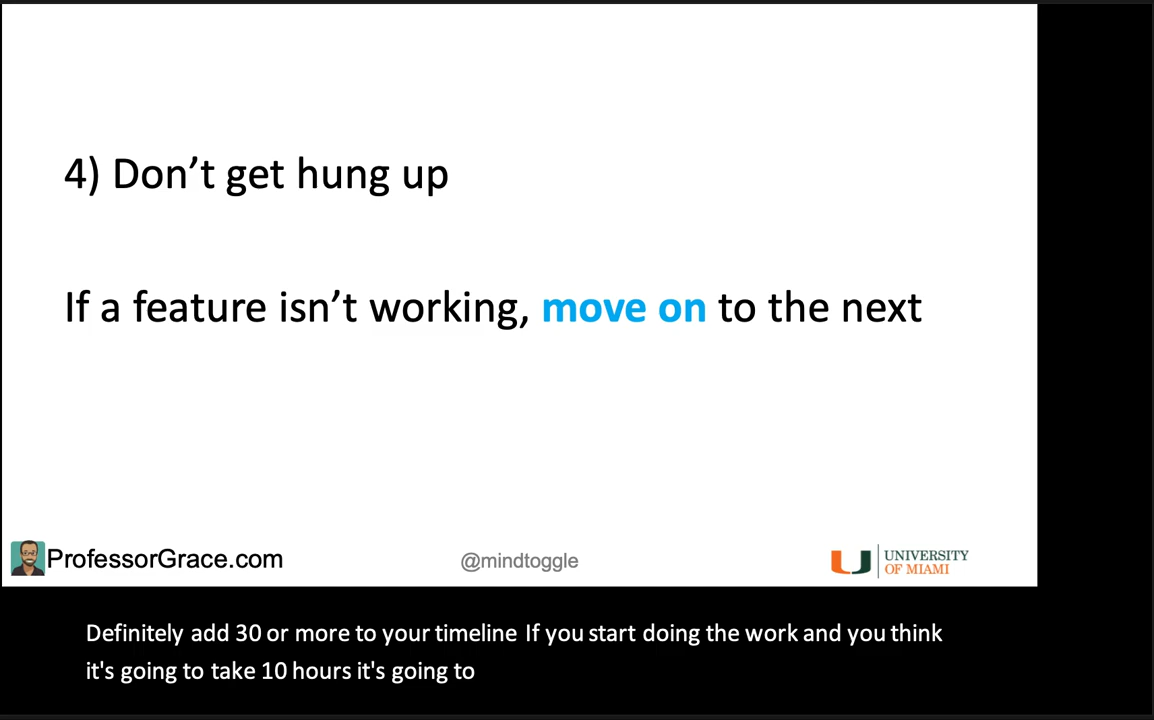 4) Don’t get hung up
If a feature isn’t working, move on to the next
ProfessorGrace.com
@mindtoggle
UNIVERSITY
OF MIAMI
Definitely add 30 or more to your timeline If you start doing the work and you think
it's going to take 10 hours it's going to